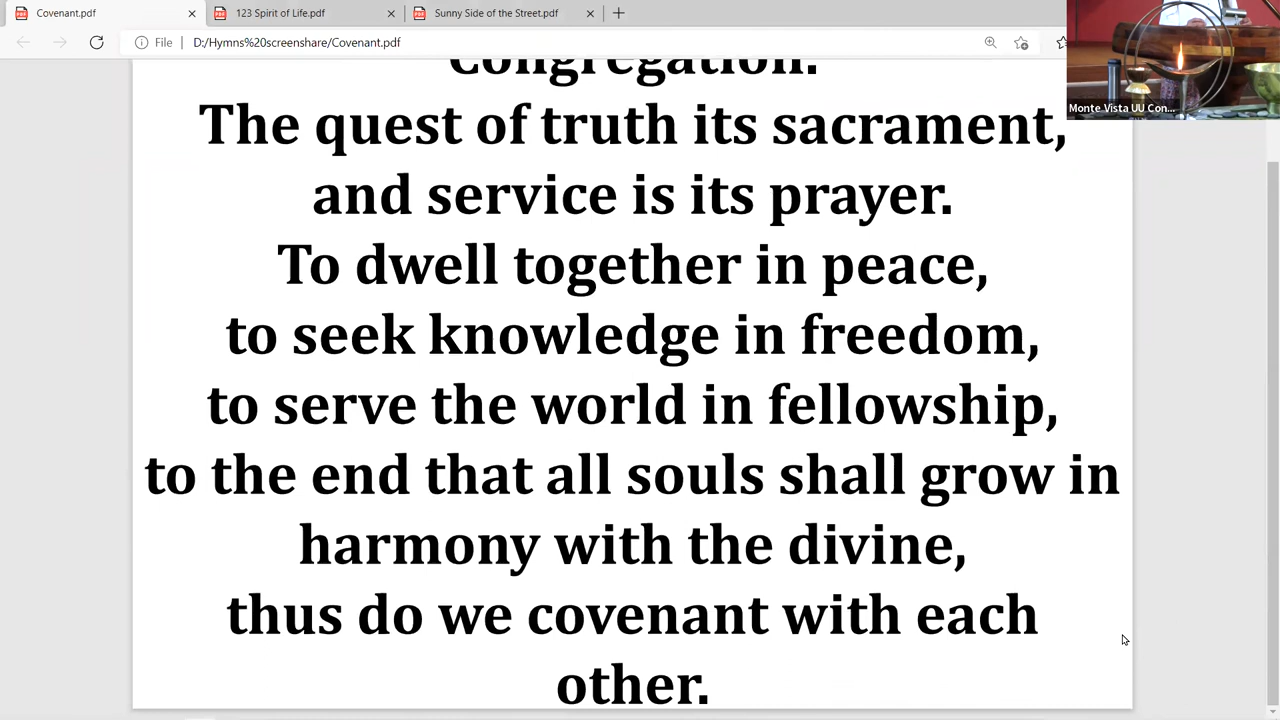 Covenant.pdf
123 Spirit of Life.pdf
Sunny Side of the Street.pdf
File
D:/Hymns%20screenshare/Covenant.pdf
Monte Vista UU Con...
Congregation.
The quest of truth its sacrament,
and service is its prayer.
To dwell together in peace,
to seek knowledge in freedom,
to serve the world in fellowship,
to the end that all souls shall grow in
harmony with the divine,
thus do we covenant with each
other.